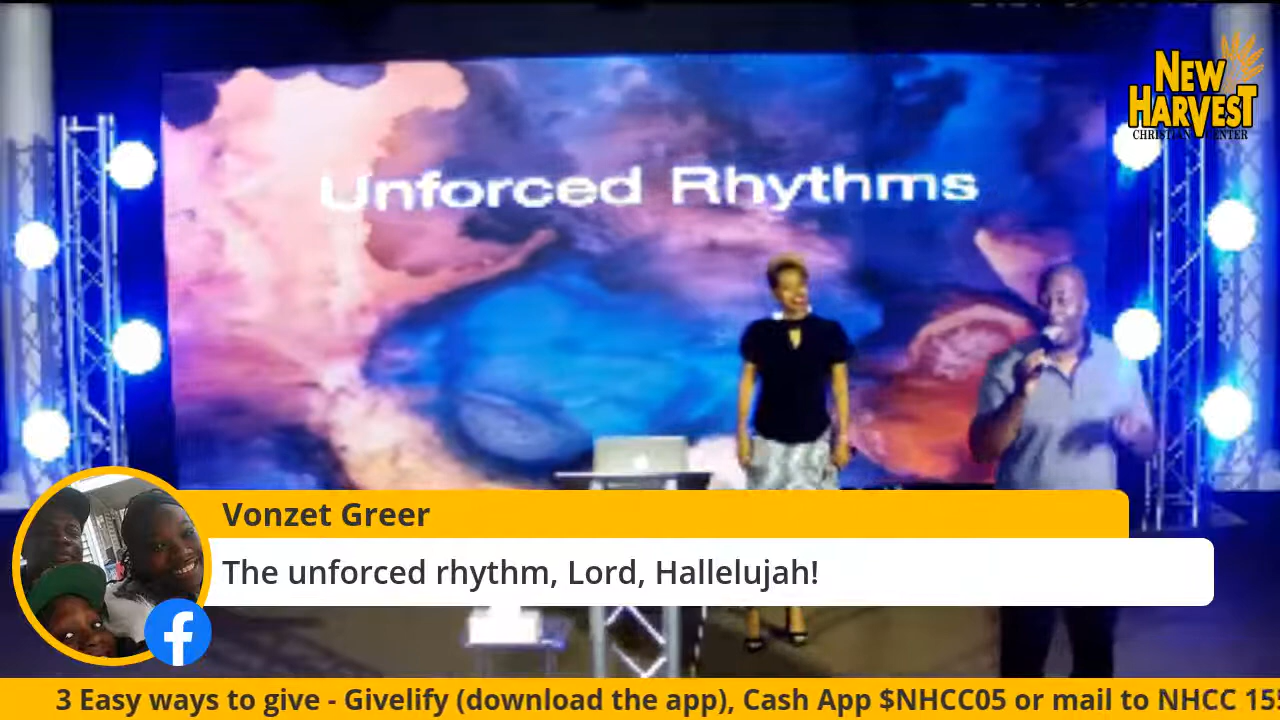 NEW
HARVEST
CHRISTIAN CENTER
Unforced Rhythms
Vonzet Greer
The unforced rhythm, Lord, Hallelujah!
3 Easy ways to give - Givelify (download the app), Cash App $NHCC05 or mail to NHCC